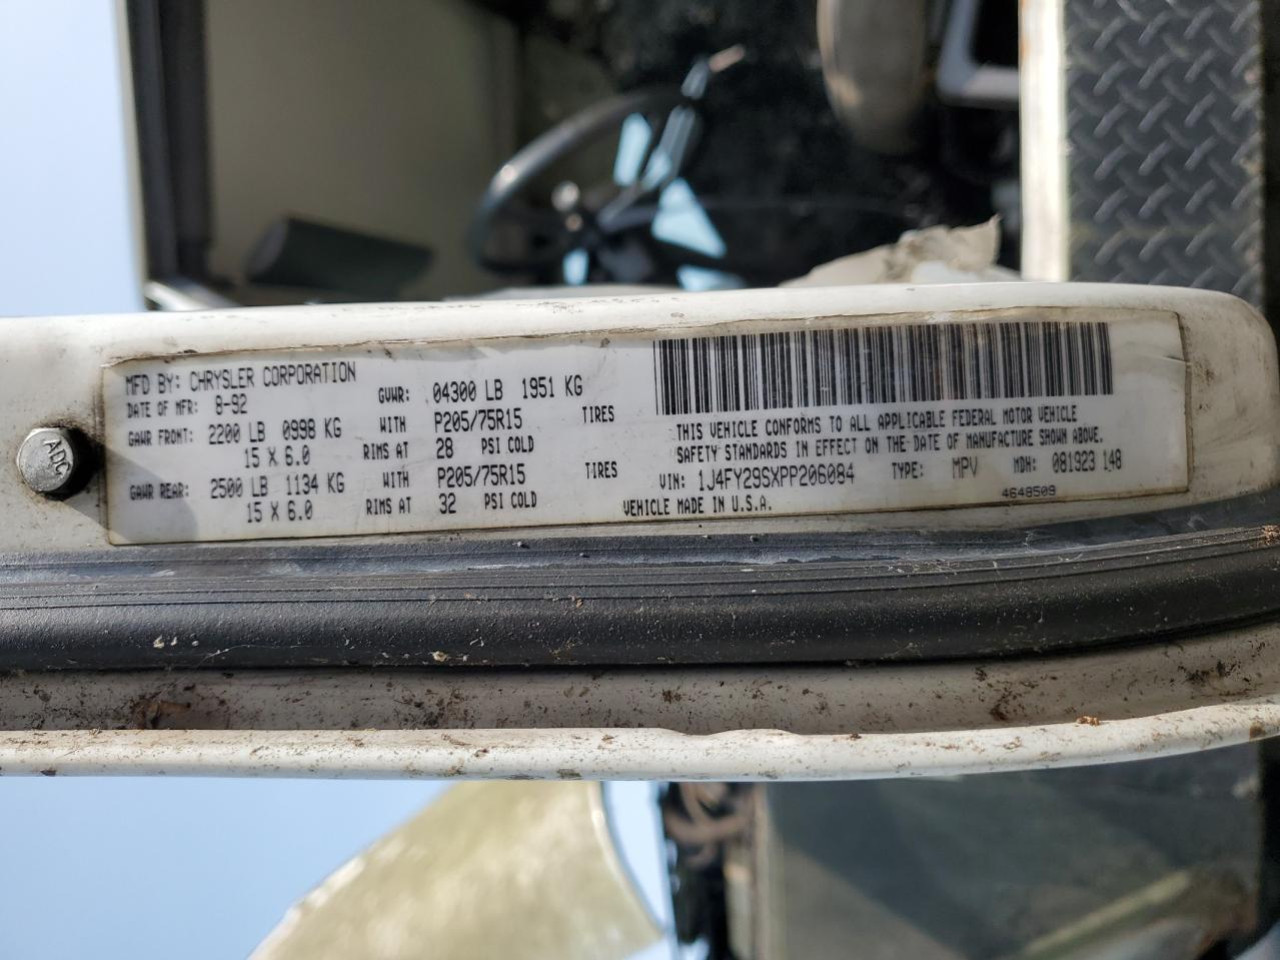 MFD BY: CHRYSLER CORPORATION
DATE OF MFR: 8-92 GVWR: 04300 LB 1951 KG
GAWR FRONT: 2200 LB 0998 KG WITH P205/75R15 TIRES
15 X 6.0 RIMS AT 28 PSI COLD
GAWR REAR: 2500 LB 1134 KG WITH P205/75R15 TIRES
15 X 6.0 RIMS AT 32 PSI COLD
THIS VEHICLE CONFORMS TO ALL APPLICABLE FEDERAL MOTOR VEHICLE
SAFETY STANDARDS IN EFFECT ON THE DATE OF MANUFACTURE SHOWN ABOVE.
VIN: 1J4FY29SXPP206084 TYPE: MPV MDH: 081923 148
VEHICLE MADE IN U.S.A. 4648509
ADC